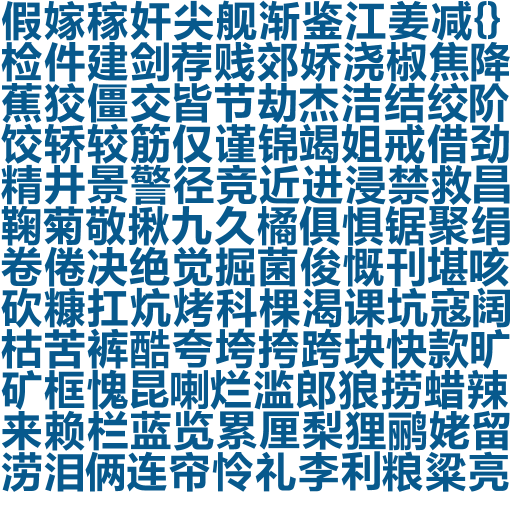 假嫁稼奸尖舰渐鉴江姜减{}
检件建剑荐贱郊娇浇椒焦降
蕉狡僵交皆节劫杰洁结绞阶
饺轿较筋仅谨锦竭姐戒借劲
精井景警径竞近进浸禁救昌
鞠菊敬揪九久橘俱惧锯聚绢
卷倦决绝觉掘菌俊慨刊堪咳
砍糠扛炕烤科棵渴课坑寇阔
枯苦裤酷夸垮挎跨块快款旷
矿框愧昆喇烂滥郎狼捞蜡辣
来赖栏蓝览累厘梨狸鹂姥留
涝泪俩连帘怜礼李利粮粱亮